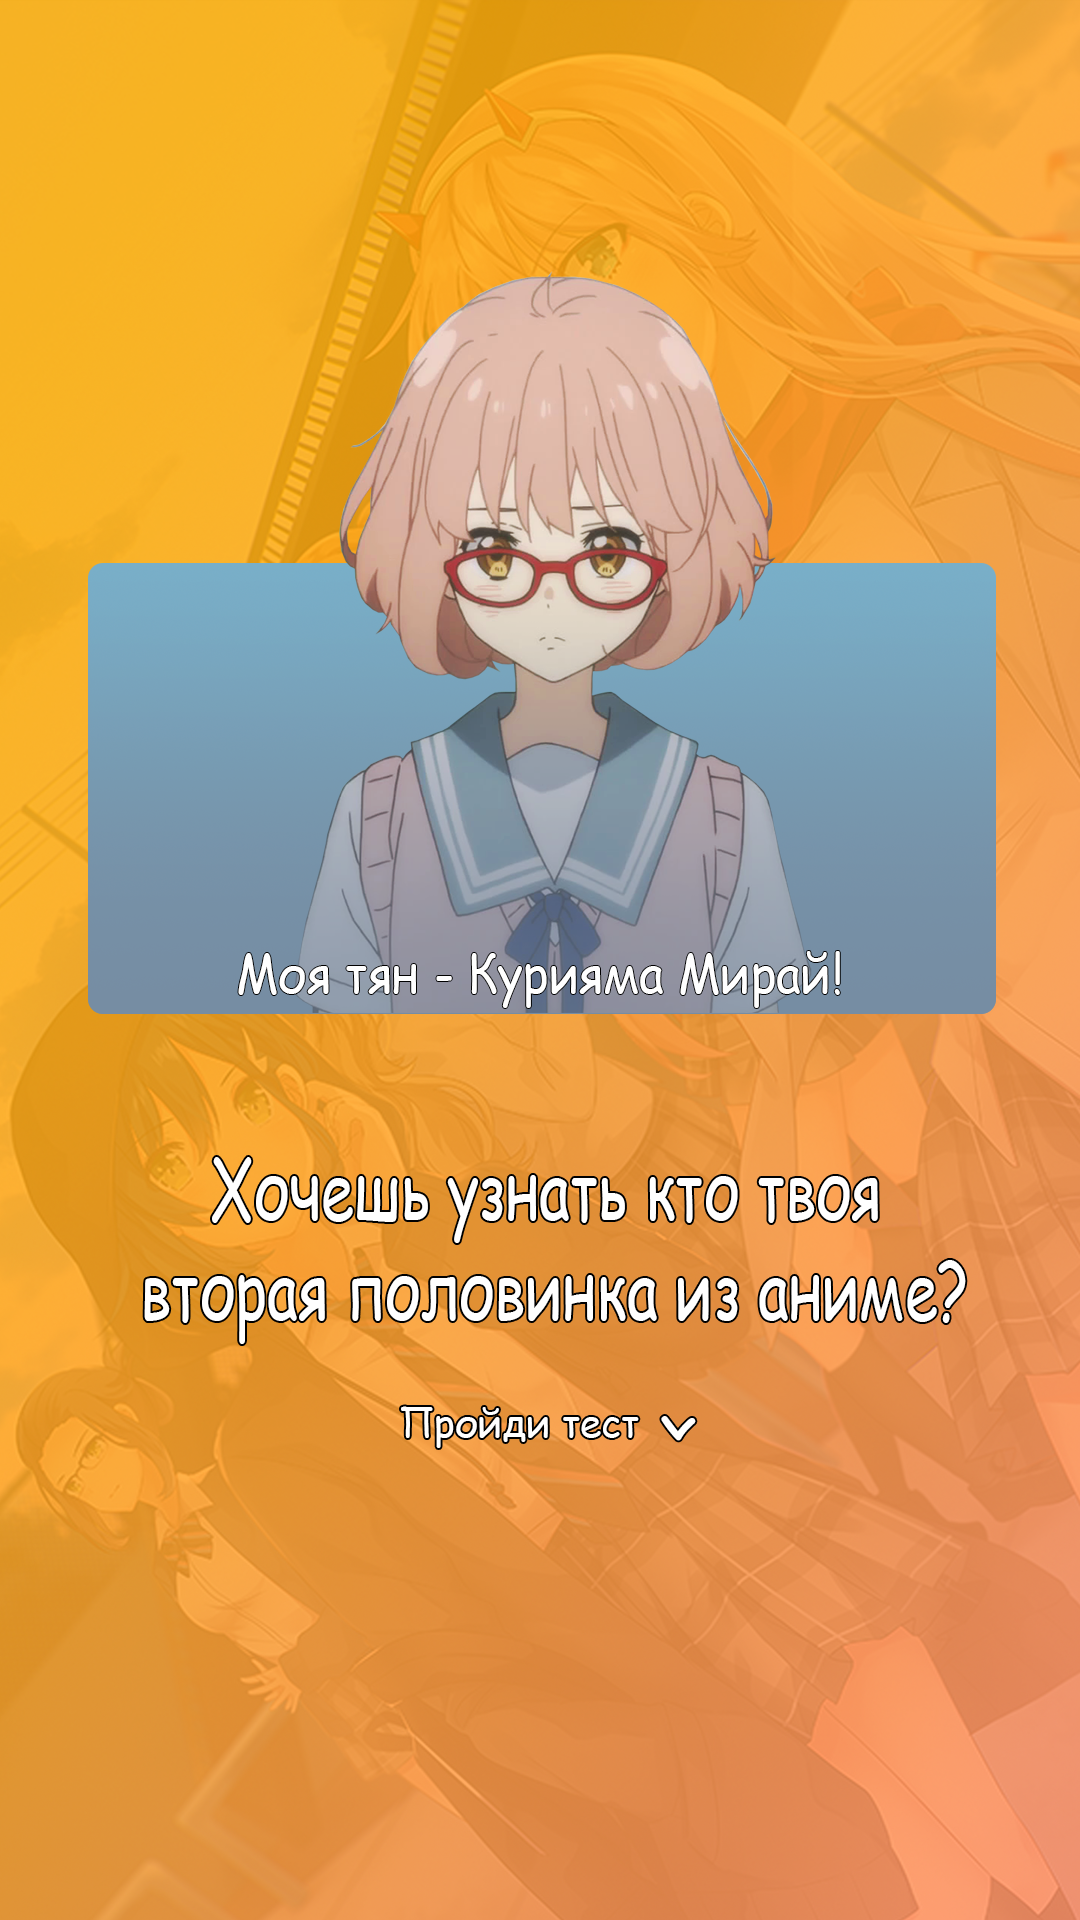 Моя тян - Курияма Мирай!
Хочешь узнать кто твоя
вторая половинка из аниме?
Пройди тест